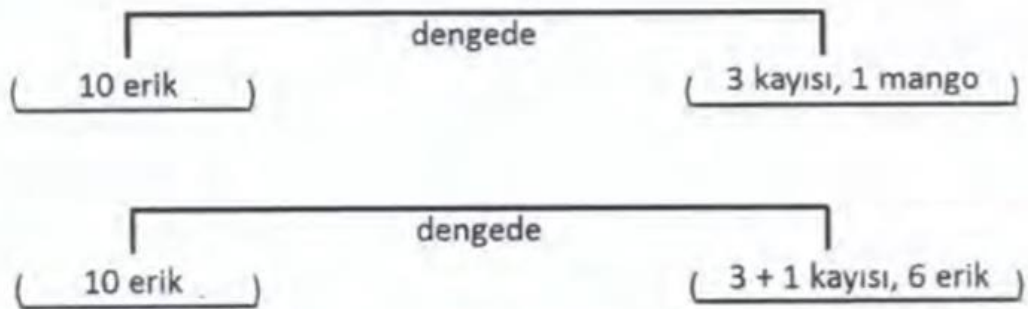 dengede
10 erik
3 kayısı, 1 mango
dengede
10 erik
3 + 1 kayısı, 6 erik